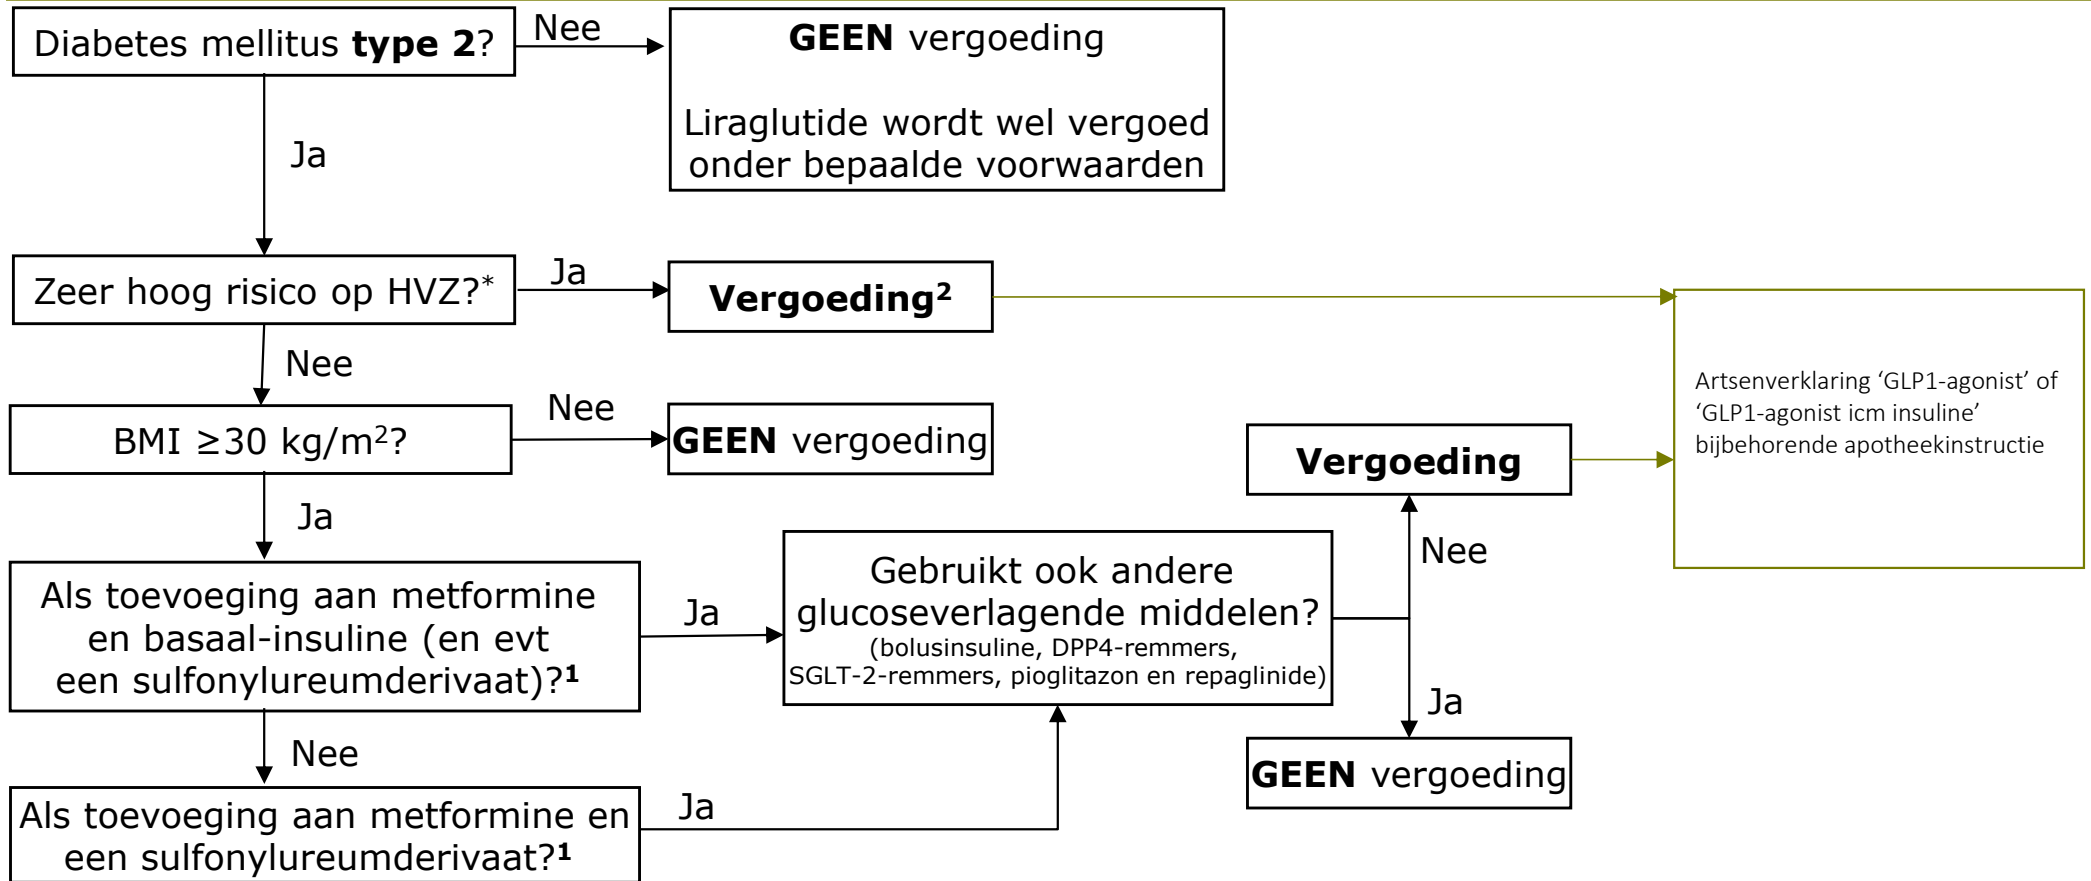 Diabetes mellitus type 2?
Nee
GEEN vergoeding
Liraglutide wordt wel vergoed
onder bepaalde voorwaarden
Ja
Zeer hoog risico op HVZ?*
Ja
Vergoeding²
Nee
BMI ≥30 kg/m²?
Nee
GEEN vergoeding
Artsenverklaring ‘GLP1-agonist’ of
‘GLP1-agonist icm insuline’
bijbehorende apotheekinstructie
Vergoeding
Ja
Nee
Als toevoeging aan metformine
en basaal-insuline (en evt
een sulfonylureumderivaat)?¹
Ja
Gebruikt ook andere
glucoseverlagende middelen?
(bolusinsuline, DPP4-remmers,
SGLT-2-remmers, pioglitazon en repaglinide)
Ja
GEEN vergoeding
Nee
Als toevoeging aan metformine en
een sulfonylureumderivaat?¹
Ja